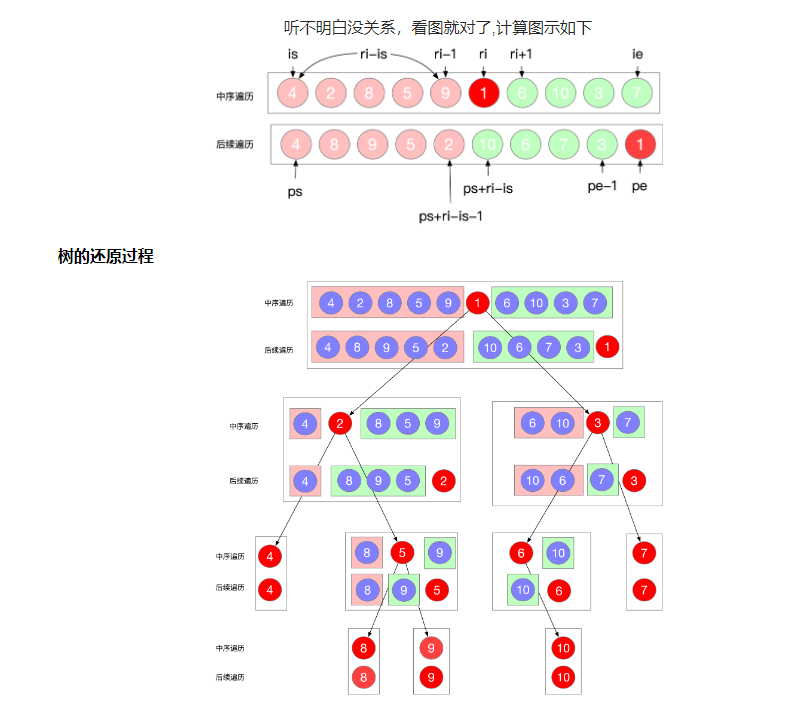 听不明白没关系，看图就对了,计算图示如下
is ri-is ri-1 ri ri+1 ie
中序遍历 4 2 8 5 9 1 6 10 3 7
后续遍历 4 8 9 5 2 10 6 7 3 1
ps ps+ri-is pe-1 pe
ps+ri-is-1
树的还原过程
中序遍历 4 2 8 5 9 1 6 10 3 7
后续遍历 4 8 9 5 2 10 6 7 3 1
中序遍历 4 2 8 5 9 6 10 3 7
后续遍历 4 8 9 5 2 10 6 7 3
中序遍历 4 8 5 9 6 10 7
后续遍历 4 8 9 5 10 6 7
中序遍历 8 9 10
后续遍历 8 9 10